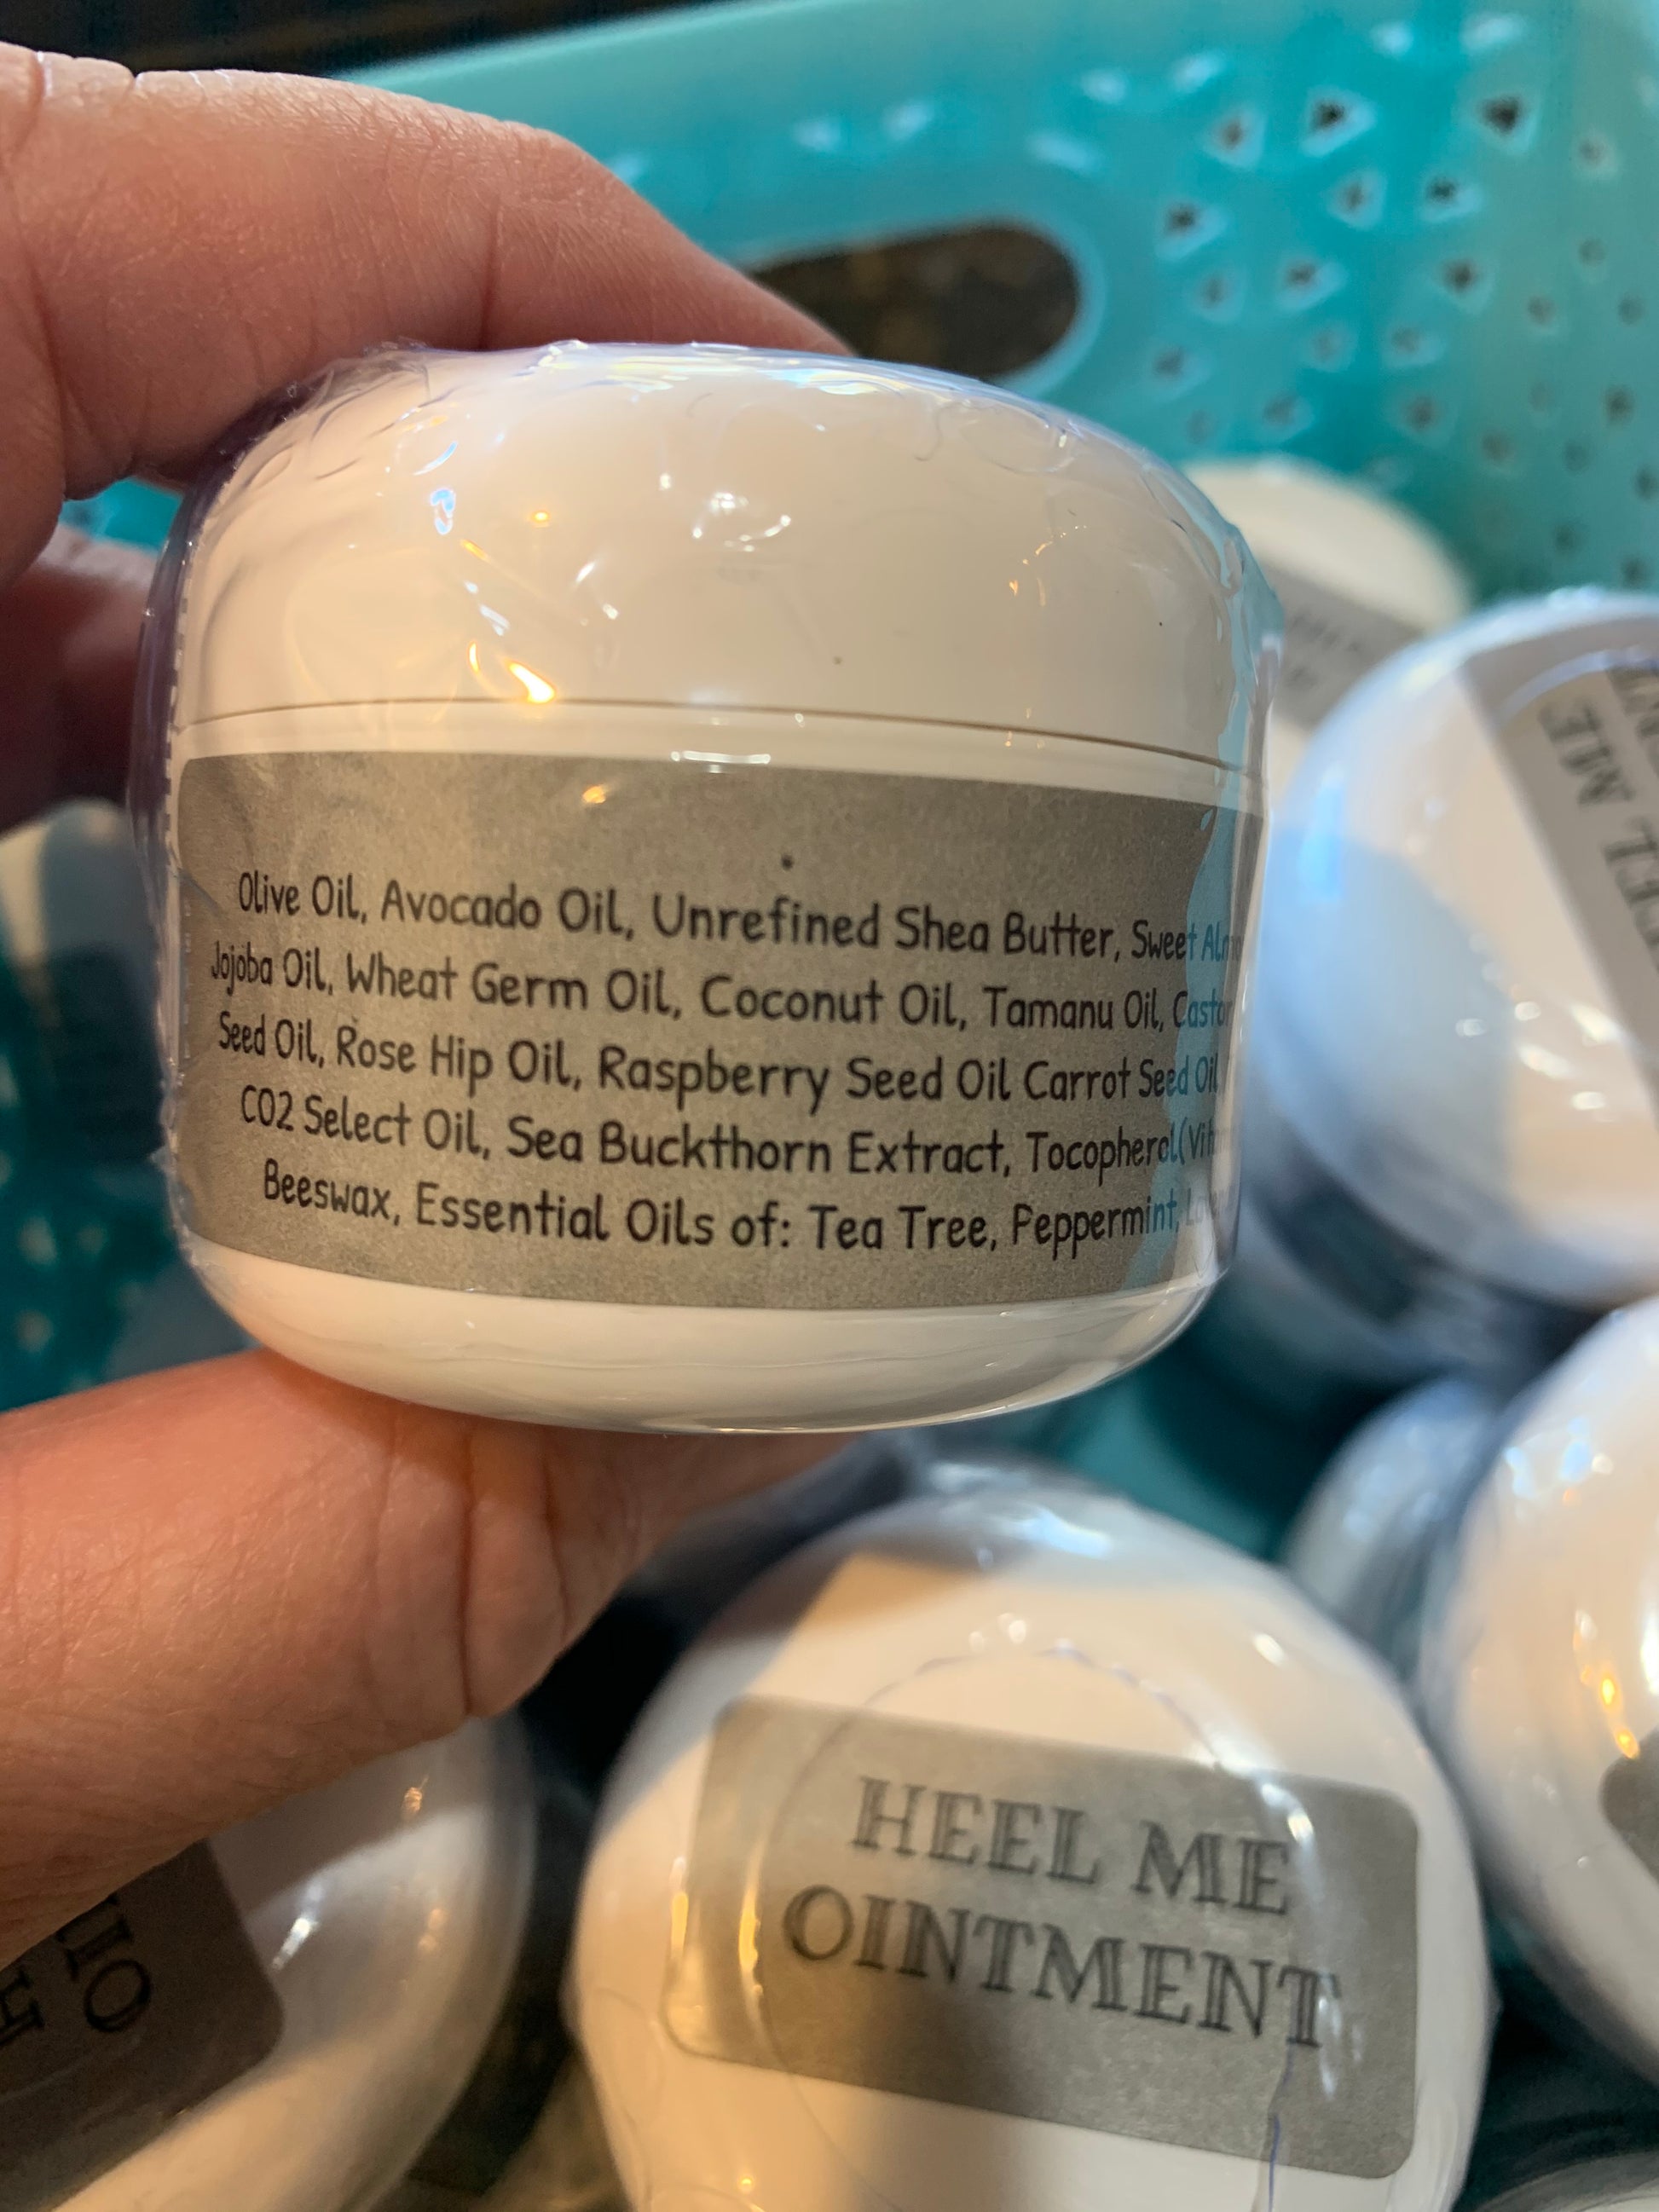 Olive Oil, Avocado Oil, Unrefined Shea Butter, Sweet
Jojoba Oil, Wheat Germ Oil, Coconut Oil, Tamanu Oil, Castor
Seed Oil, Rose Hip Oil, Raspberry Seed Oil Carrot Seed Oil
CO2 Select Oil, Sea Buckthorn Extract, Tocopherol
Beeswax, Essential Oils of: Tea Tree, Peppermint,
HEEL ME
OINTMENT